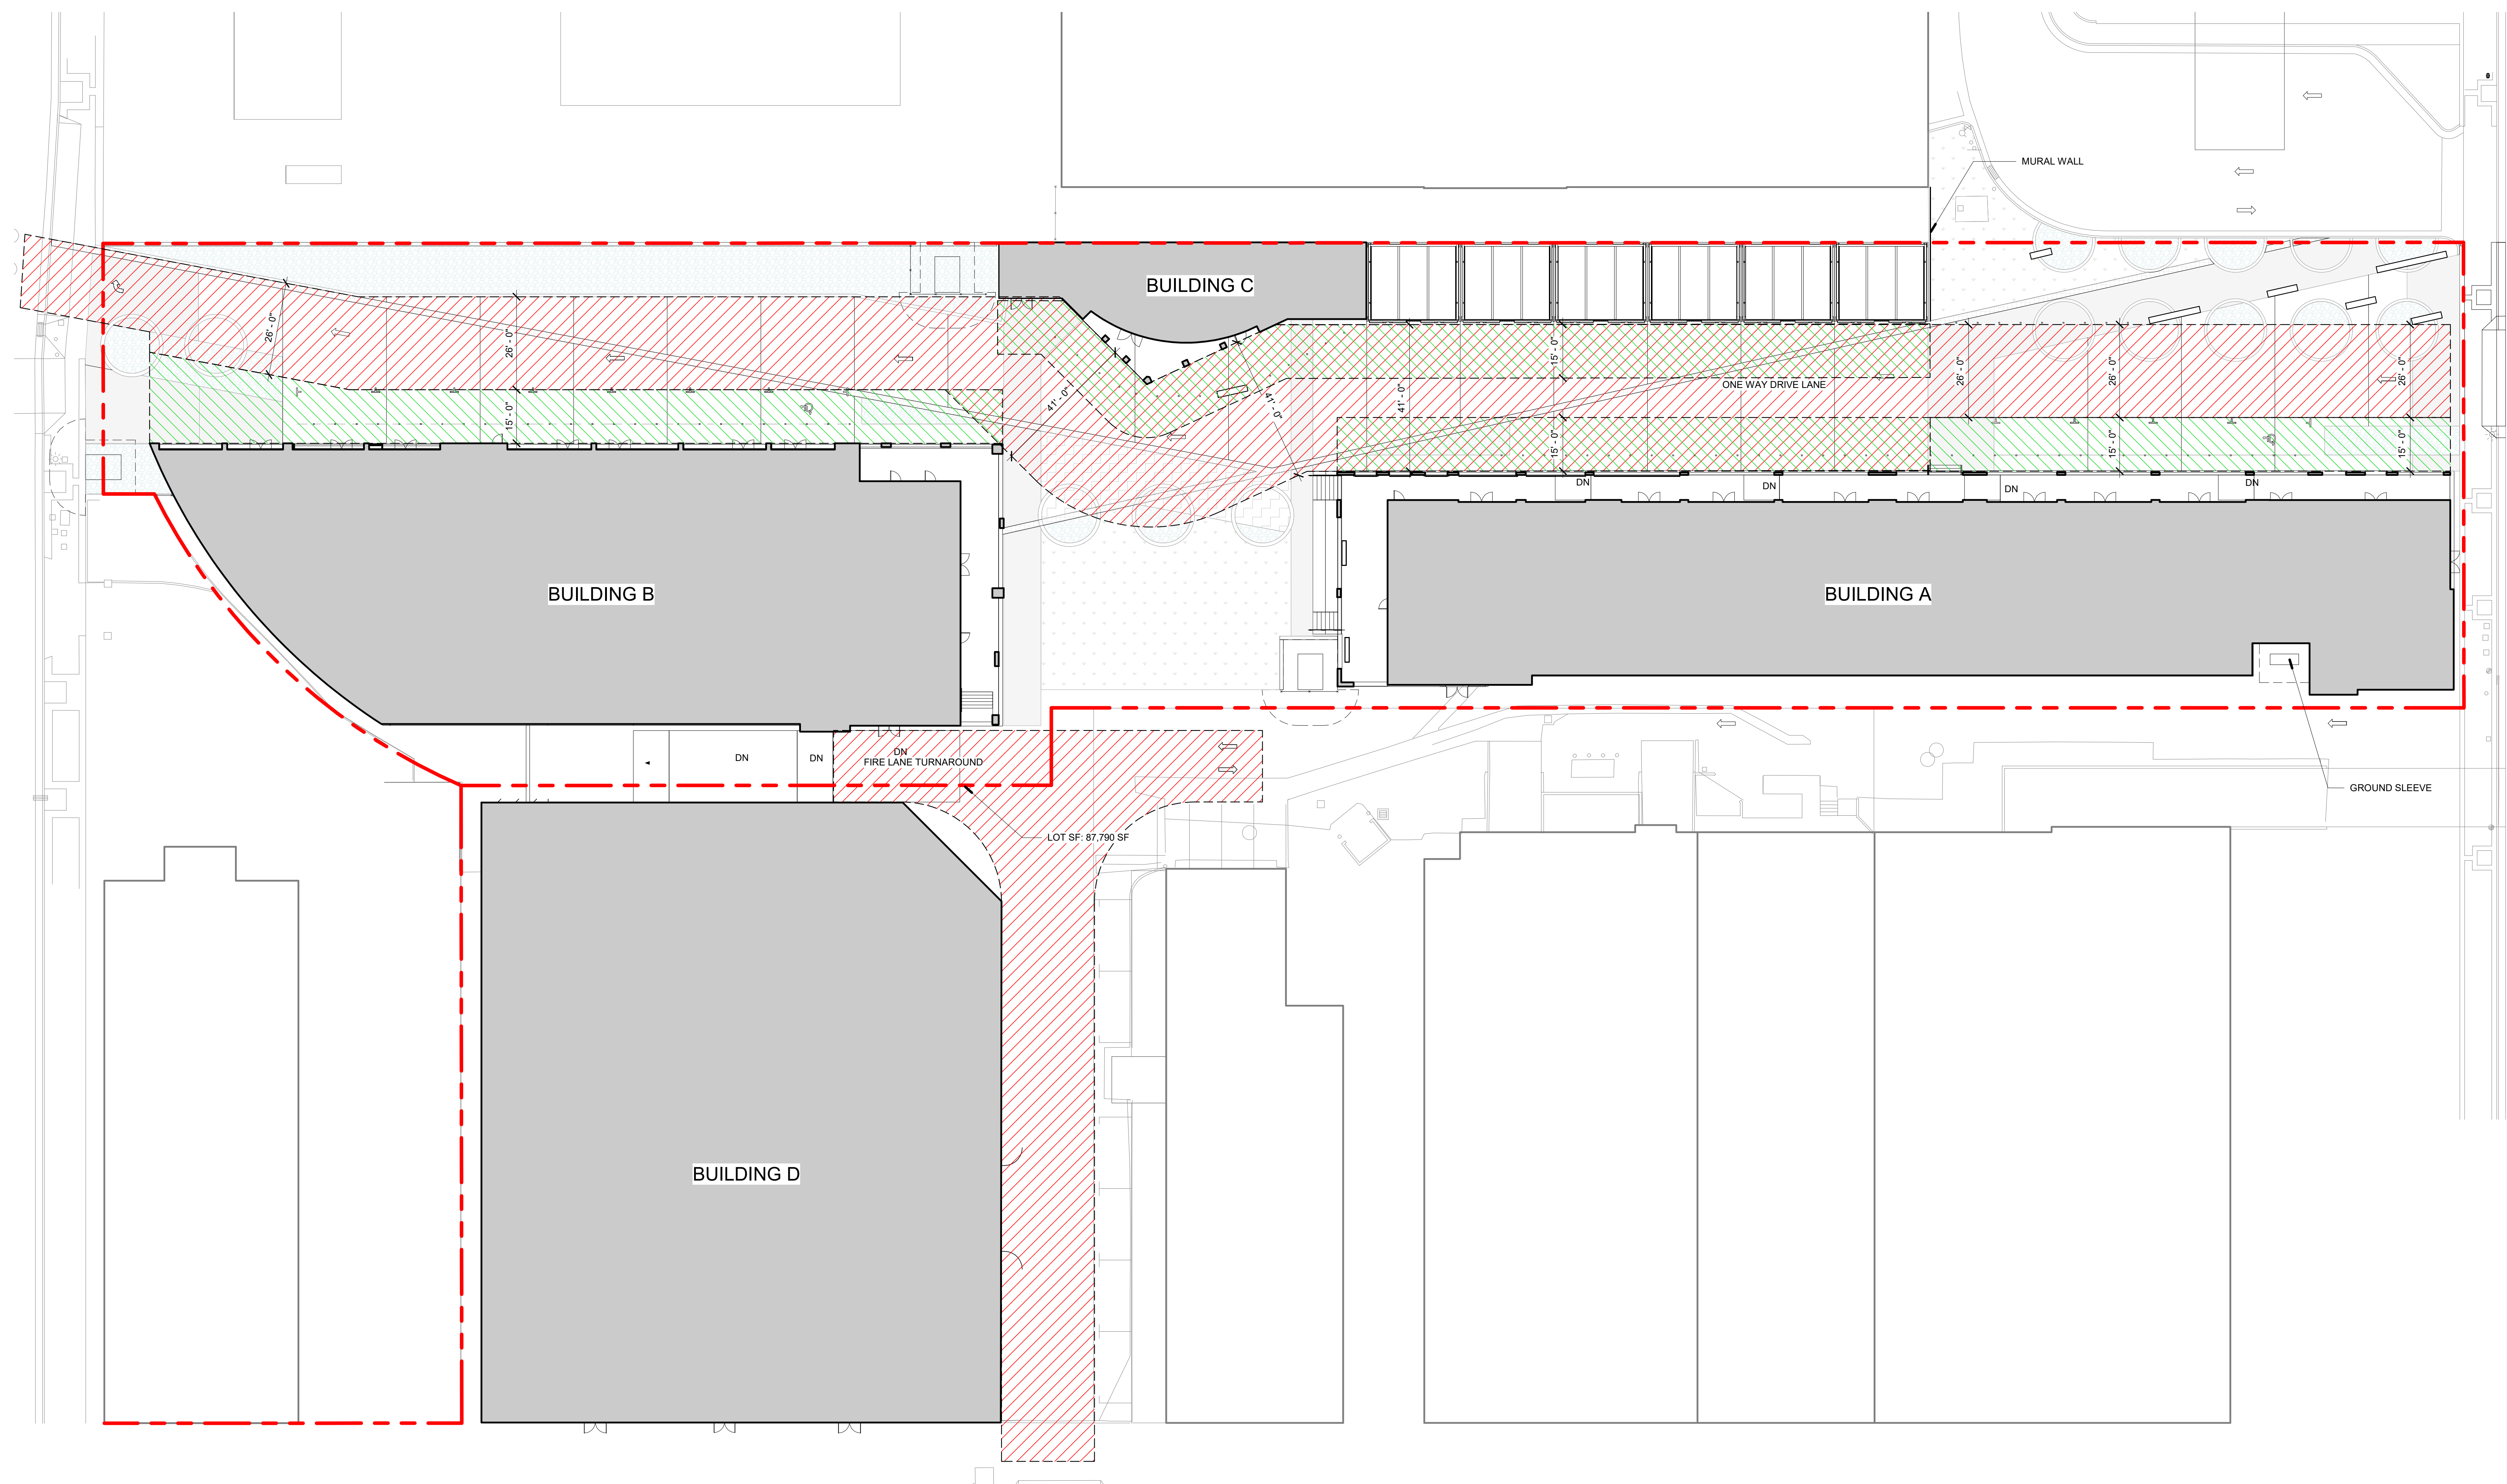 MURAL WALL
BUILDING C
26' - 0"
26' - 0"
15' - 0"
41' - 0"
41' - 0"
41' - 0"
15' - 0"
15' - 0"
ONE WAY DRIVE LANE
26' - 0"
26' - 0"
26' - 0"
15' - 0"
15' - 0"
DN
DN
DN
DN
BUILDING B
BUILDING A
DN
DN
DN
FIRE LANE TURNAROUND
GROUND SLEEVE
LOT SF: 87,790 SF
BUILDING D